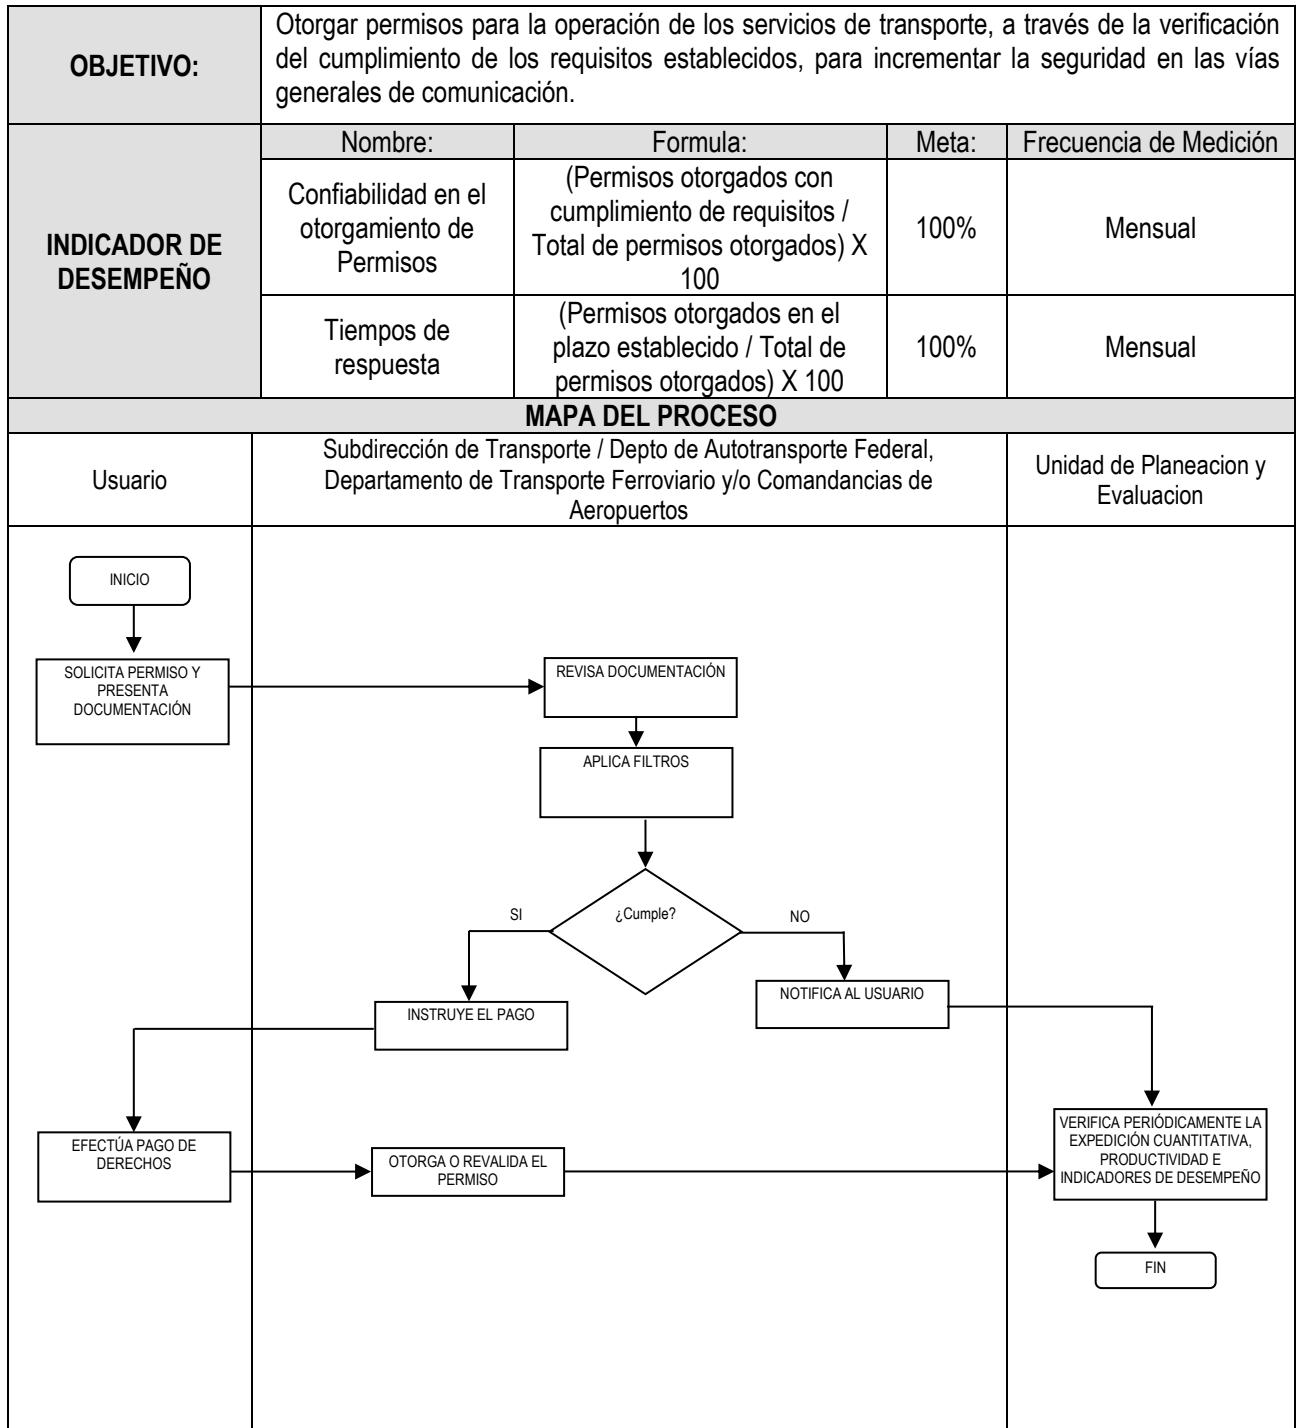 OBJETIVO:
Otorgar permisos para la operación de los servicios de transporte, a través de la verificación
del cumplimiento de los requisitos establecidos, para incrementar la seguridad en las vías
generales de comunicación.
INDICADOR DE
DESEMPEÑO
Nombre:
Formula:
Meta:
Frecuencia de Medición
Confiabilidad en el
otorgamiento de
Permisos
(Permisos otorgados con
cumplimiento de requisitos /
Total de permisos otorgados) X
100
100%
Mensual
Tiempos de
respuesta
(Permisos otorgados en el
plazo establecido / Total de
permisos otorgados) X 100
100%
Mensual
MAPA DEL PROCESO
Usuario
Subdirección de Transporte / Depto de Autotransporte Federal,
Departamento de Transporte Ferroviario y/o Comandancias de
Aeropuertos
Unidad de Planeacion y
Evaluacion
INICIO
SOLICITA PERMISO Y
PRESENTA
DOCUMENTACIÓN
REVISA DOCUMENTACIÓN
APLICA FILTROS
¿Cumple?
SI
NO
NOTIFICA AL USUARIO
INSTRUYE EL PAGO
EFECTÚA PAGO DE
DERECHOS
OTORGA O REVALIDA EL
PERMISO
VERIFICA PERIÓDICAMENTE LA
EXPEDICIÓN CUANTITATIVA,
PRODUCTIVIDAD E
INDICADORES DE DESEMPEÑO
FIN